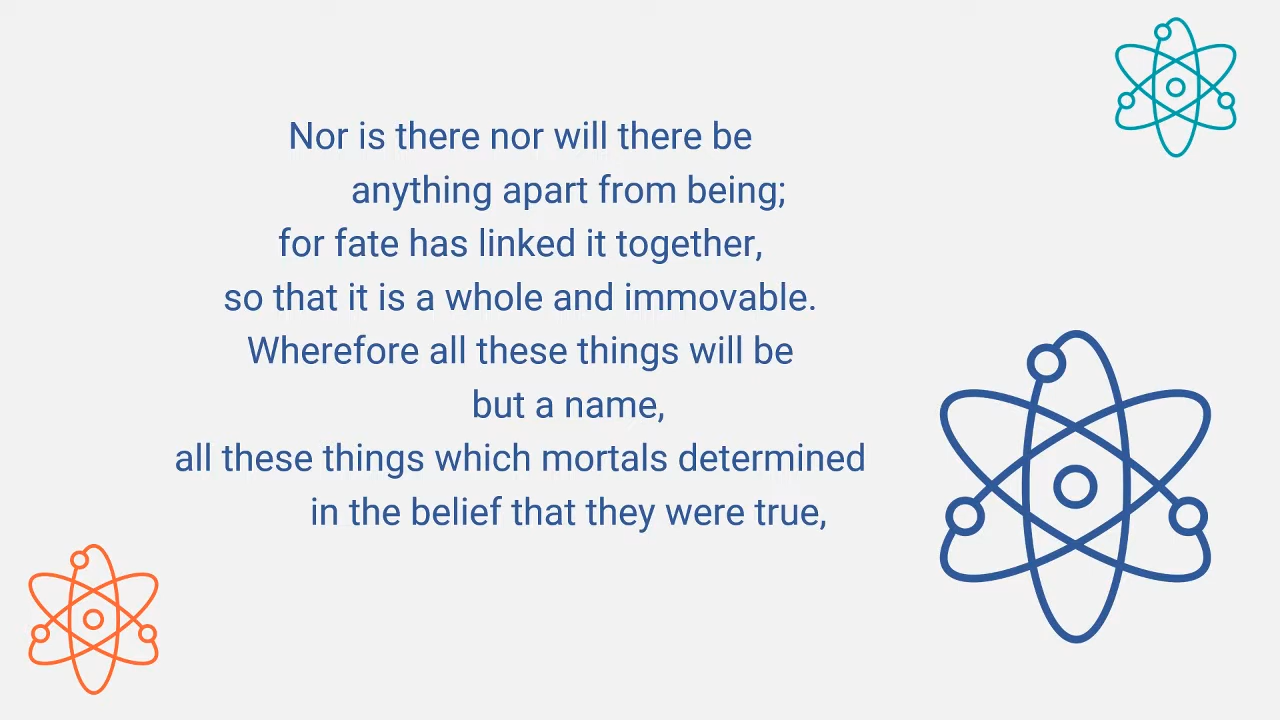 Nor is there nor will there be
anything apart from being;
for fate has linked it together,
so that it is a whole and immovable.
Wherefore all these things will be
but a name,
all these things which mortals determined
in the belief that they were true,